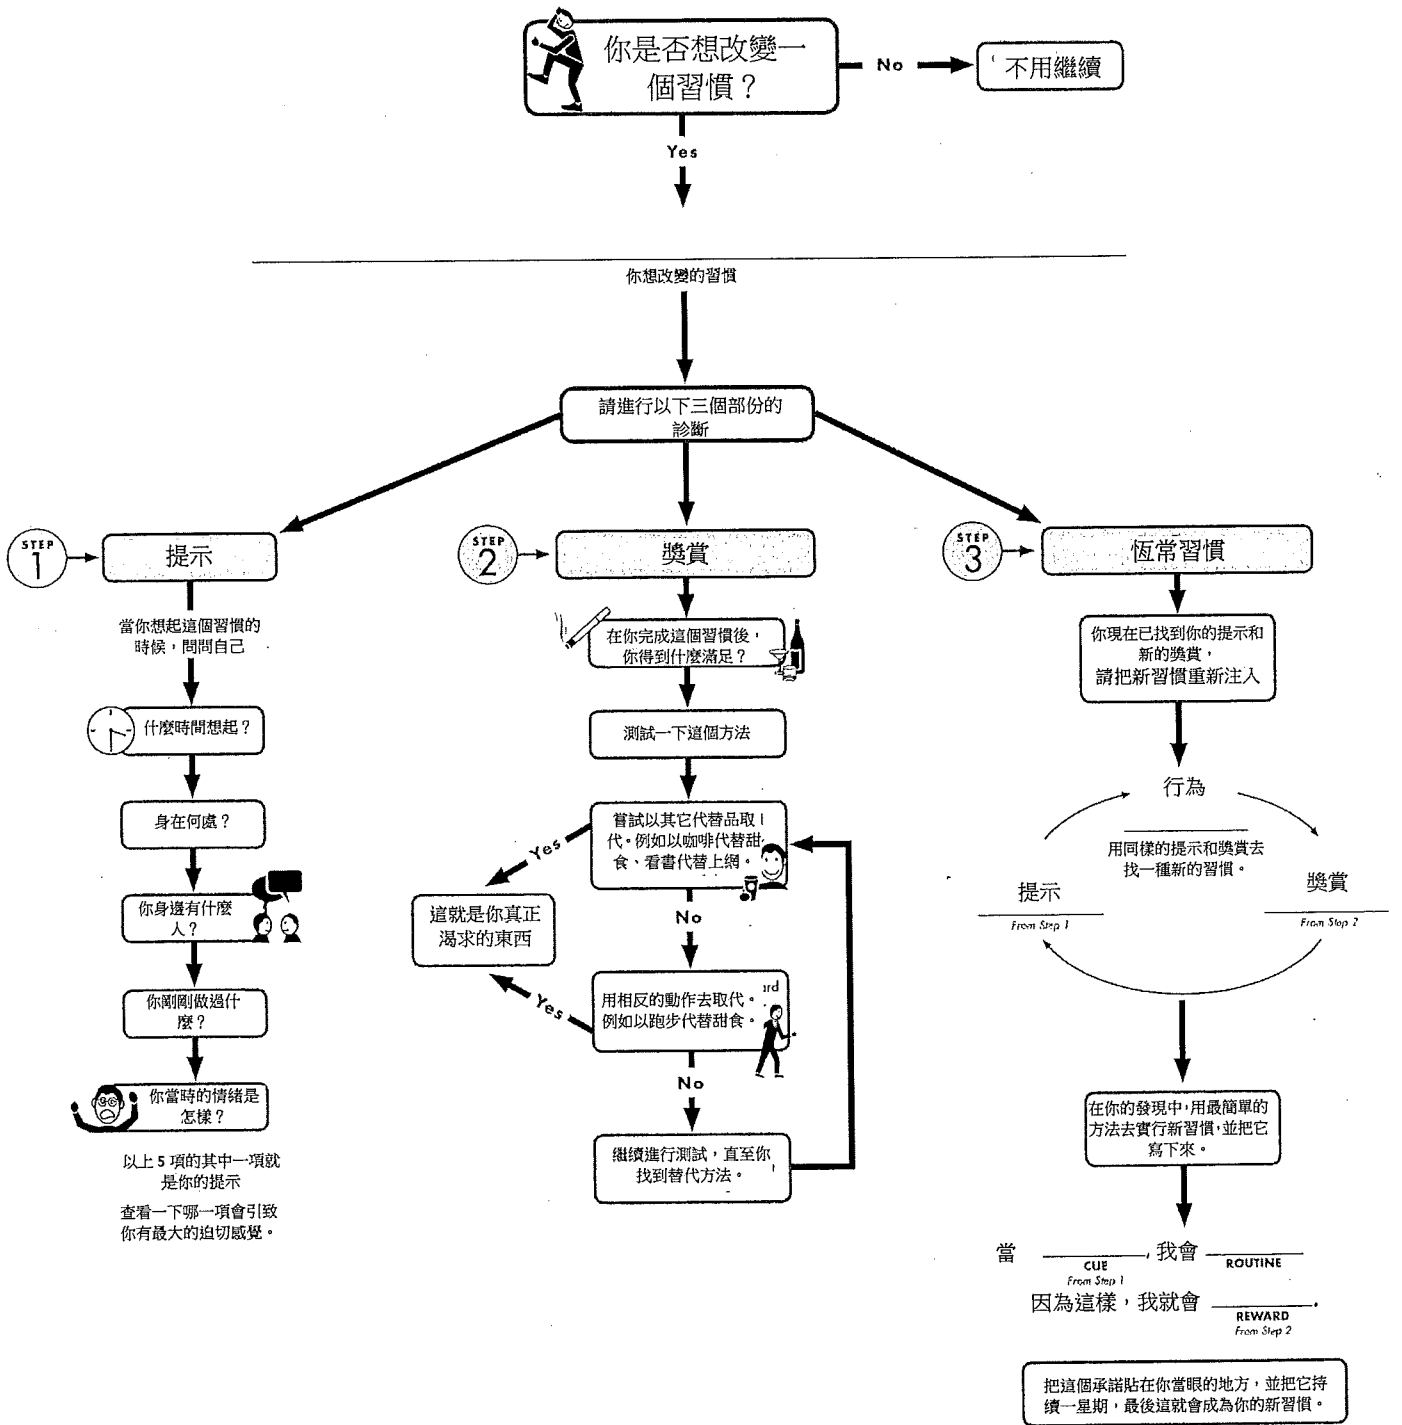 你是否想改變一
個習慣？
No
不用繼續
Yes
你想改變的習慣
請進行以下三個部份的
診斷
STEP
1
提示
當你想起這個習慣的
時候，問問自己
什麼時間想起？
身在何處？
你身邊有什麼
人？
你剛剛做過什
麼？
你當時的情緒是
怎樣？
以上 5 項的其中一項就
是你的提示
查看一下哪一項會引致
你有最大的迫切感覺。
STEP
2
獎賞
在你完成這個習慣後，
你得到什麼滿足？
測試一下這個方法
嘗試以其它代替品取
代。例如以咖啡代替甜
食、看書代替上網。
Yes
這就是你真正
渴求的東西
No
用相反的動作去取代。
例如以跑步代替甜食。
Yes
No
繼續進行測試，直至你
找到替代方法。
STEP
3
恆常習慣
你現在已找到你的提示和
新的獎賞，
請把新習慣重新注入
行為
用同樣的提示和獎賞去
找一種新的習慣。
提示
From Step 1
獎賞
From Step 2
在你的發現中，用最簡單的
方法去實行新習慣，並把它
寫下來。
當 ________，我會 ________
CUE
From Step 1
ROUTINE
因為這樣，我就會 ________.
REWARD
From Step 2
把這個承諾貼在你當眼的地方，並把它持
續一星期，最後這就會成為你的新習慣。